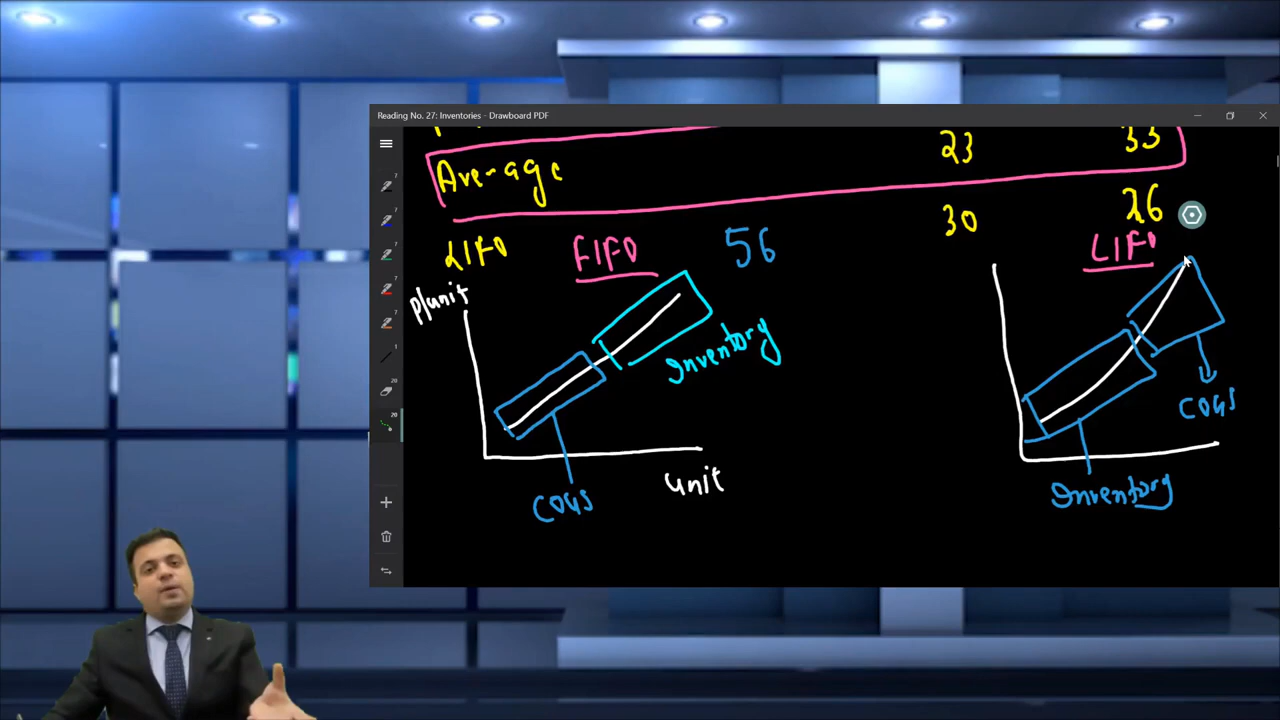 Reading No. 27: Inventories - Drawboard PDF
Average 23 33
LIFO 30 26
FIFO 56 LIFO
p/unit
Inventory
COGS
unit
COGS
Inventory